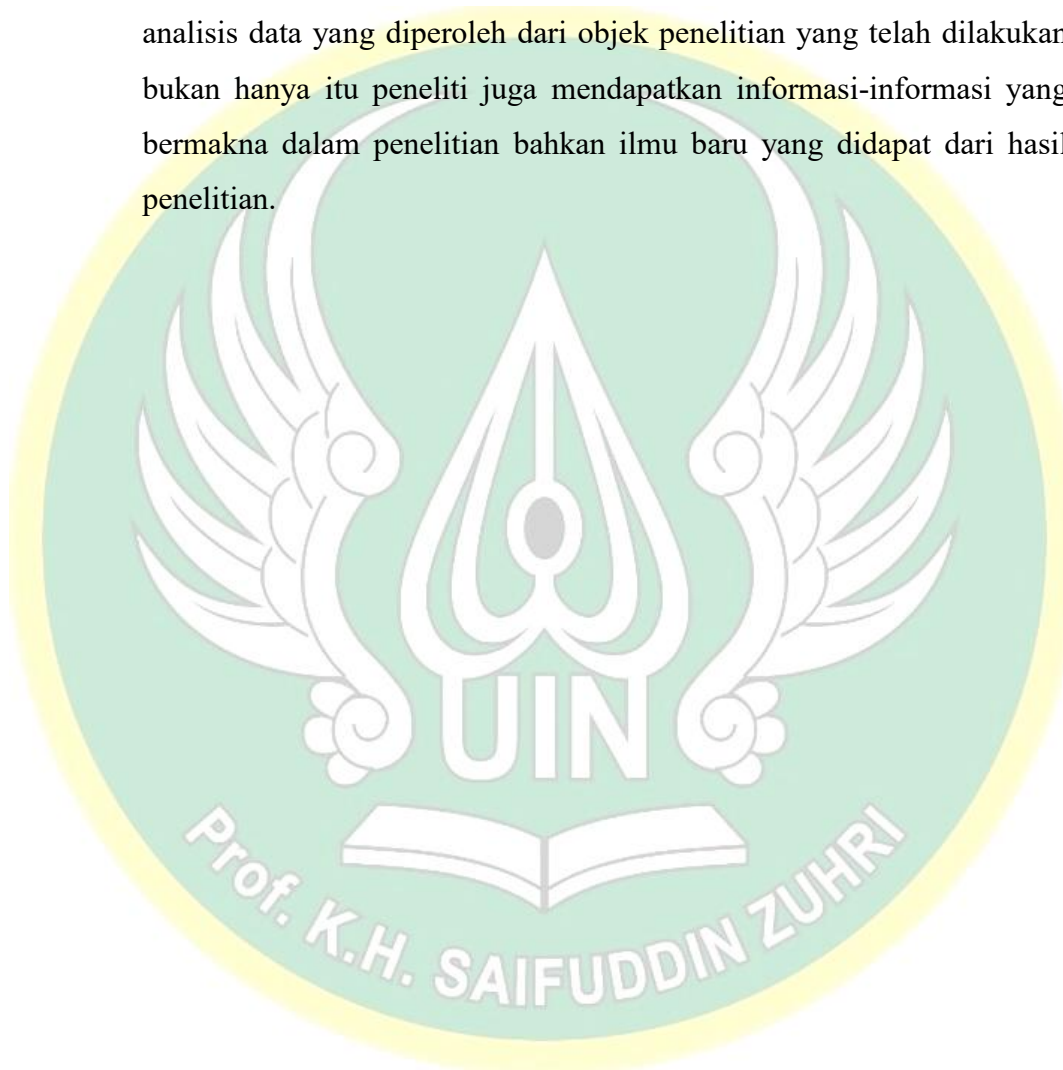 analisis data yang diperoleh dari objek penelitian yang telah dilakukan
bukan hanya itu peneliti juga mendapatkan informasi-informasi yang
bermakna dalam penelitian bahkan ilmu baru yang didapat dari hasil
penelitian.
UIN
Prof. K.H. SAIFUDDIN ZUHRI